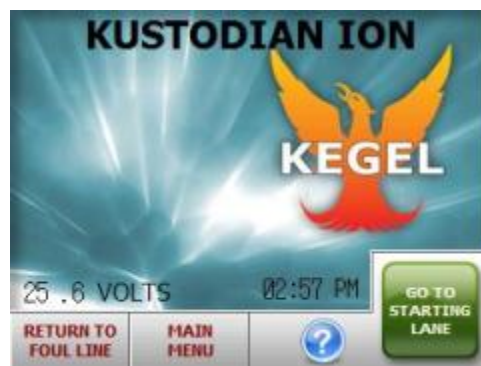 KUSTODIAN ION
KEGEL
25 .6 VOLTS
02:57 PM
RETURN TO
FOUL LINE
MAIN
MENU
?
GO TO
STARTING
LANE